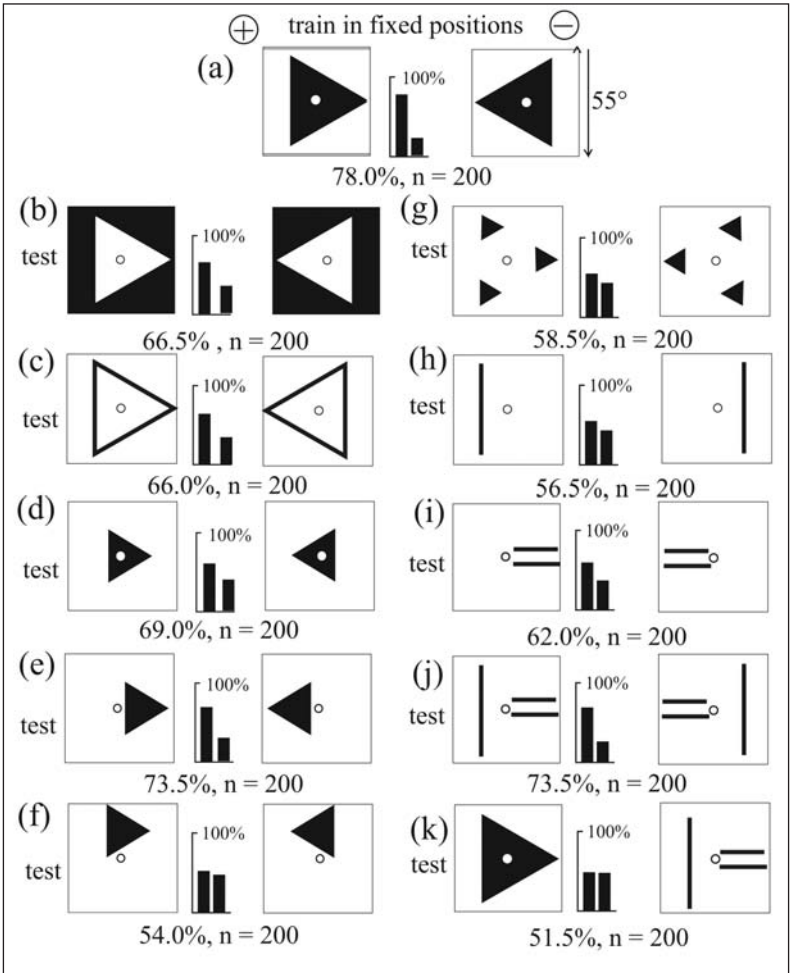 ⊕ train in fixed positions ⊖
(a)
100%
55°
78.0%, n = 200
(b)
test
100%
66.5% , n = 200
(c)
test
100%
66.0%, n = 200
(d)
test
100%
69.0%, n = 200
(e)
test
100%
73.5%, n = 200
(f)
test
100%
54.0%, n = 200
(g)
test
100%
58.5%, n = 200
(h)
test
100%
56.5%, n = 200
(i)
test
100%
62.0%, n = 200
(j)
test
100%
73.5%, n = 200
(k)
test
100%
51.5%, n = 200